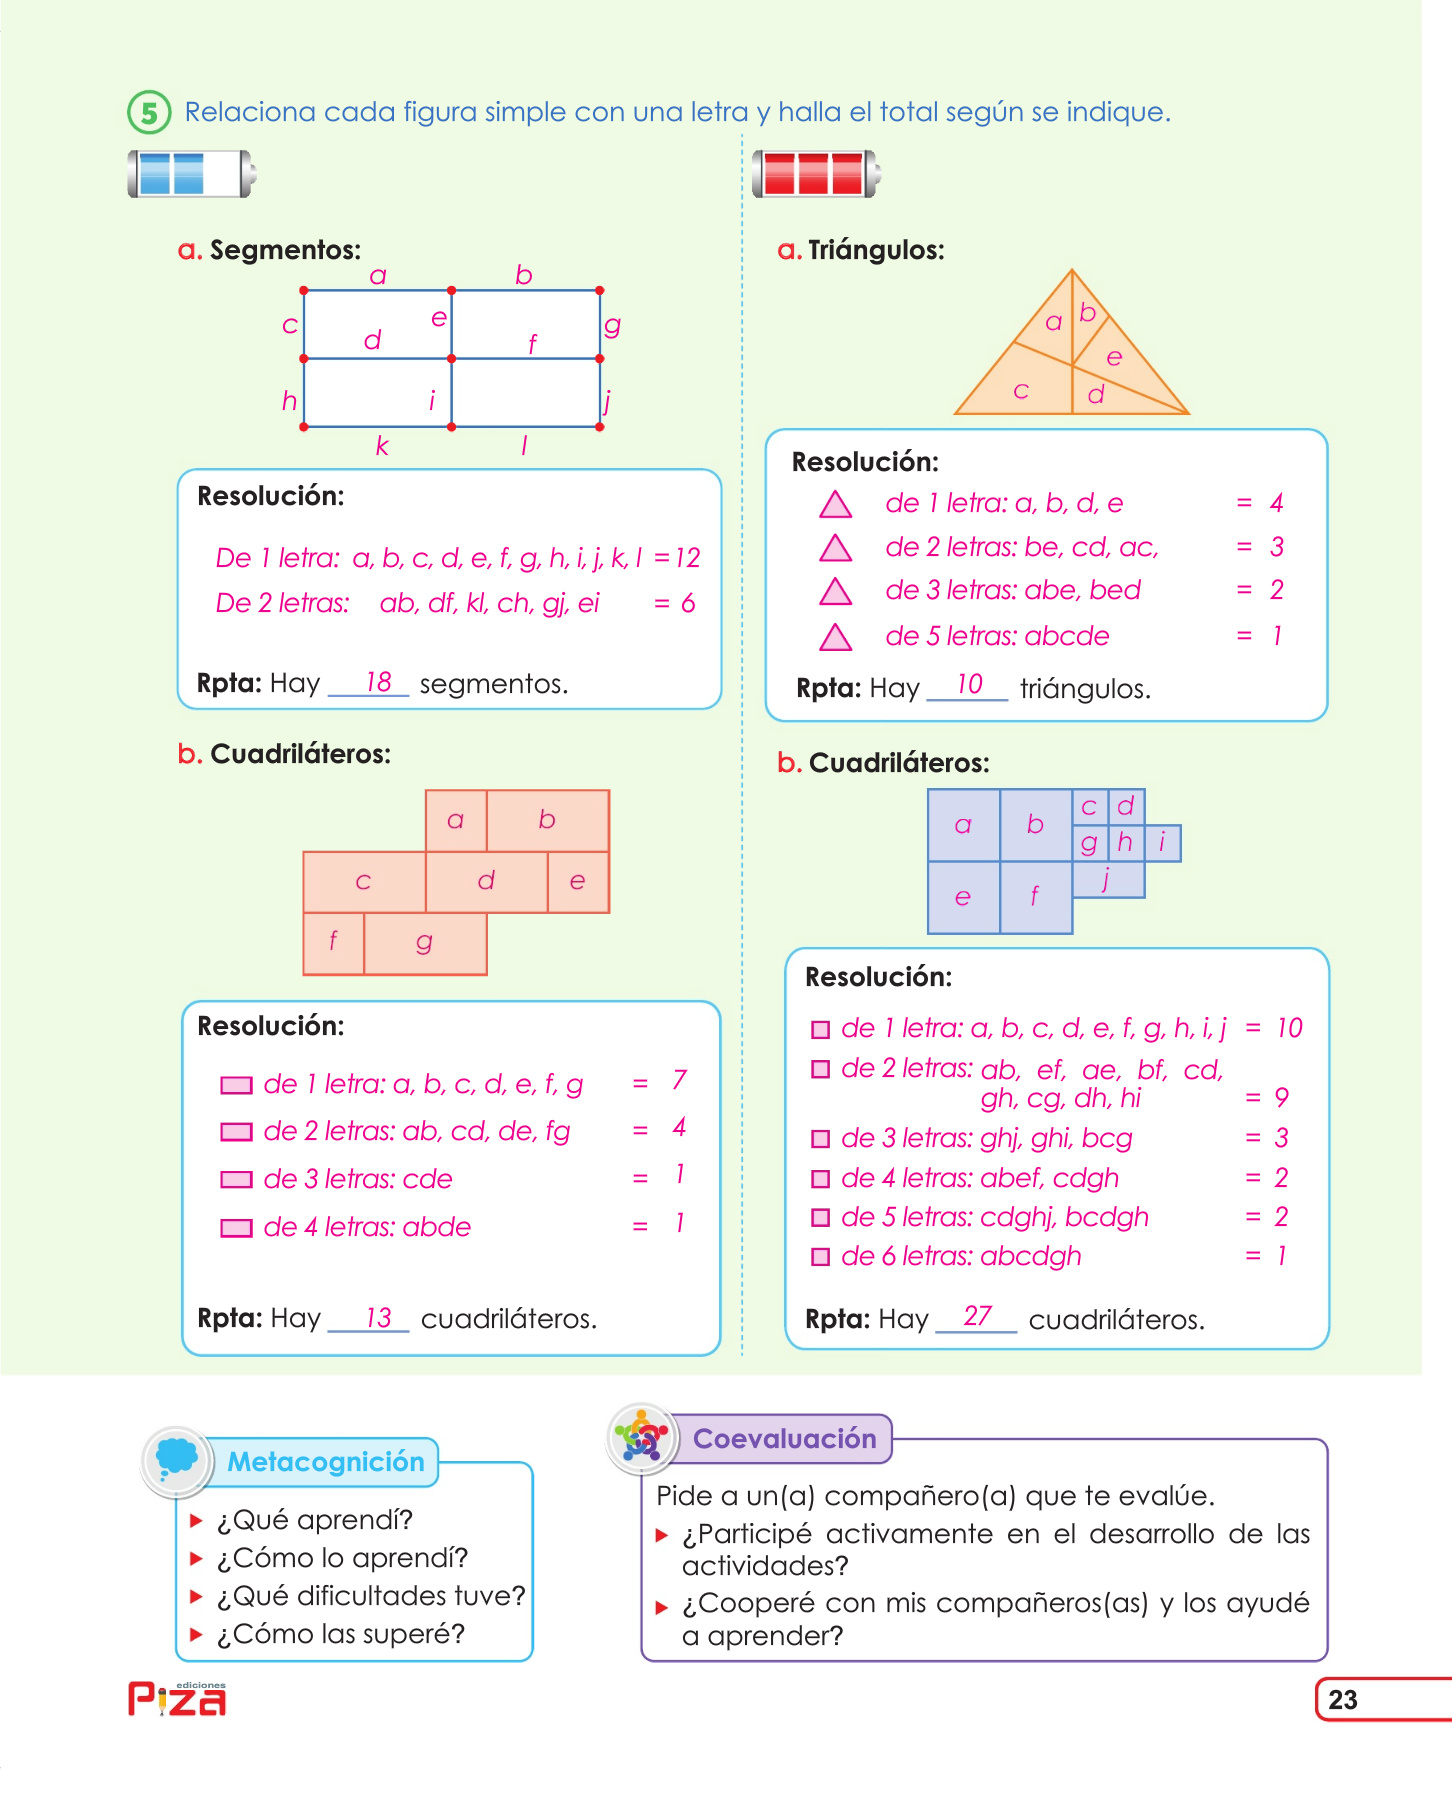 5 Relaciona cada figura simple con una letra y halla el total según se indique.
a. Segmentos:
a b
c e g
d f
h i j
k l
Resolución:
De 1 letra: a, b, c, d, e, f, g, h, i, j, k, l =12
De 2 letras: ab, df, kl, ch, gj, ei = 6
Rpta: Hay 18 segmentos.
b. Cuadriláteros:
a b
c d e
f g
Resolución:
de 1 letra: a, b, c, d, e, f, g = 7
de 2 letras: ab, cd, de, fg = 4
de 3 letras: cde = 1
de 4 letras: abde = 1
Rpta: Hay 13 cuadriláteros.
a. Triángulos:
a b
e
c d
Resolución:
de 1 letra: a, b, d, e = 4
de 2 letras: be, cd, ac, = 3
de 3 letras: abe, bed = 2
de 5 letras: abcde = 1
Rpta: Hay 10 triángulos.
b. Cuadriláteros:
a b c d
g h i
e f j
Resolución:
de 1 letra: a, b, c, d, e, f, g, h, i, j = 10
de 2 letras: ab, ef, ae, bf, cd,
gh, cg, dh, hi = 9
de 3 letras: ghj, ghi, bcg = 3
de 4 letras: abef, cdgh = 2
de 5 letras: cdghj, bcdgh = 2
de 6 letras: abcdgh = 1
Rpta: Hay 27 cuadriláteros.
Metacognición
¿Qué aprendí?
¿Cómo lo aprendí?
¿Qué dificultades tuve?
¿Cómo las superé?
Coevaluación
Pide a un(a) compañero(a) que te evalúe.
¿Participé activamente en el desarrollo de las
actividades?
¿Cooperé con mis compañeros(as) y los ayudé
a aprender?
ediciones
Piza
23